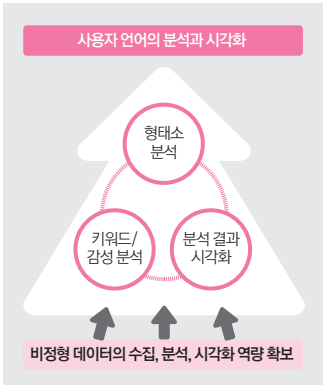 사용자 언어의 분석과 시각화
형태소
분석
키워드/
감성 분석
분석 결과
시각화
비정형 데이터의 수집, 분석, 시각화 역량 확보